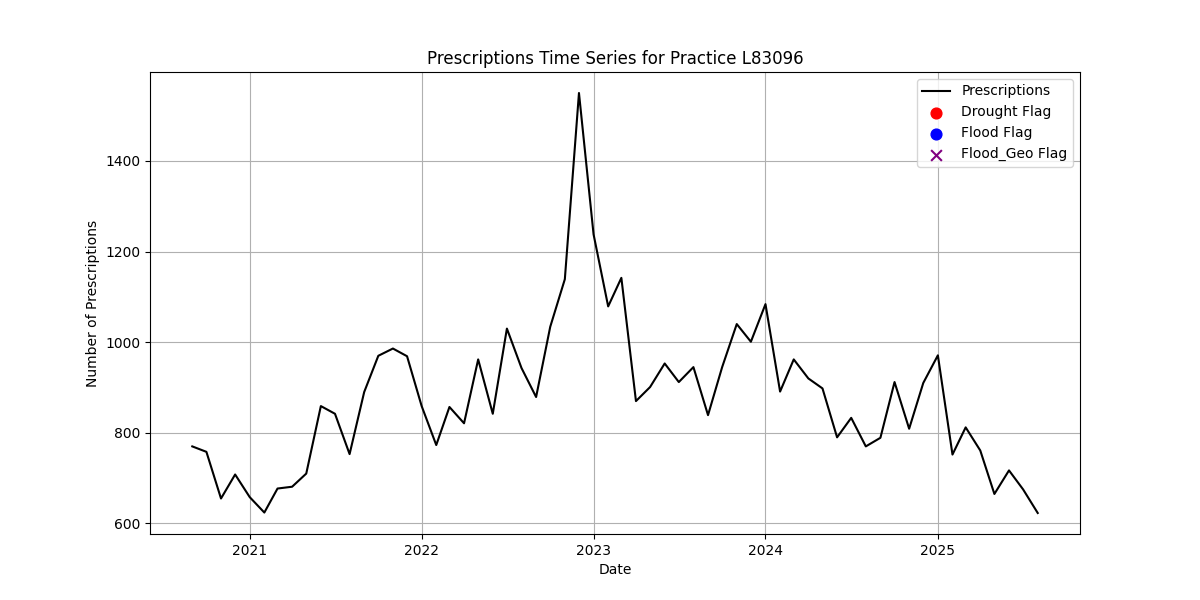 Prescriptions Time Series for Practice L83096
Prescriptions
Drought Flag
Flood Flag
Flood_Geo Flag
Number of Prescriptions
1400
1200
1000
800
600
2021 2022 2023 2024 2025
Date